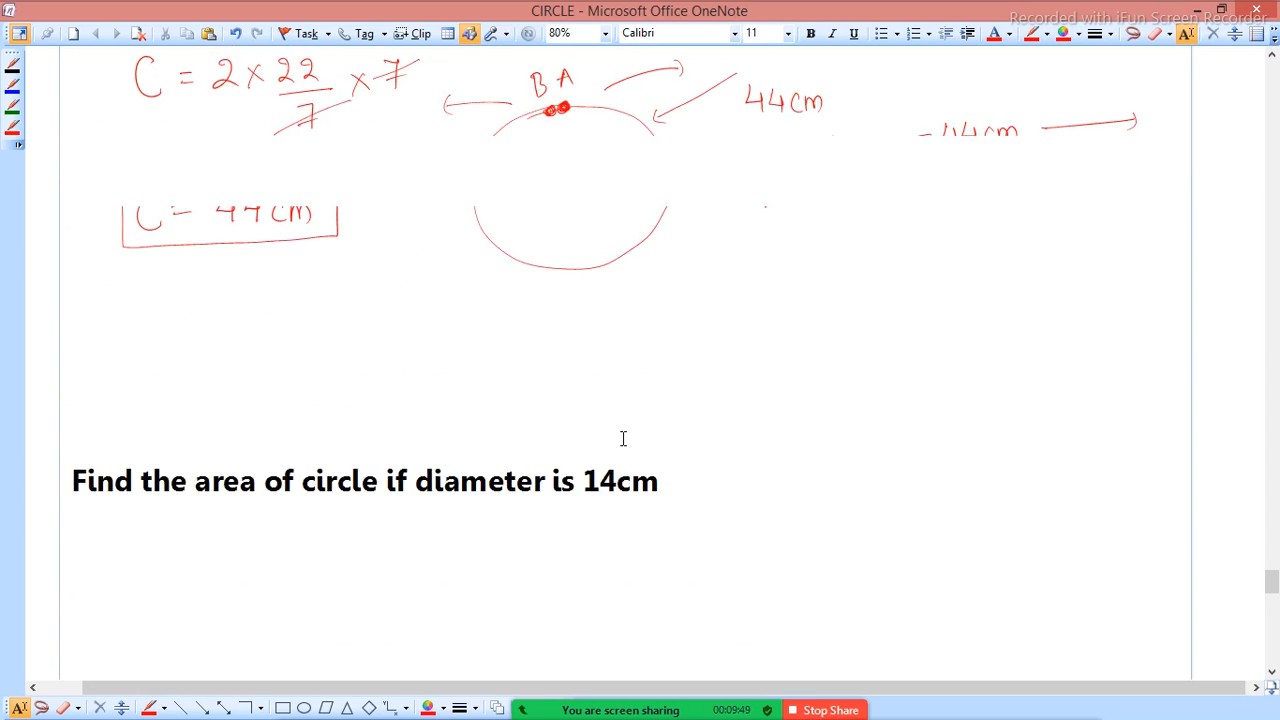 CIRCLE - Microsoft Office OneNote
Recorded with iFun Screen Recorder
Task Tag Clip 80% Calibri 11 B I U A A
C = 2 × 22/7 × 7
B A
44cm
44cm
C = 44cm
Find the area of circle if diameter is 14cm
You are screen sharing 00:09:49 Stop Share